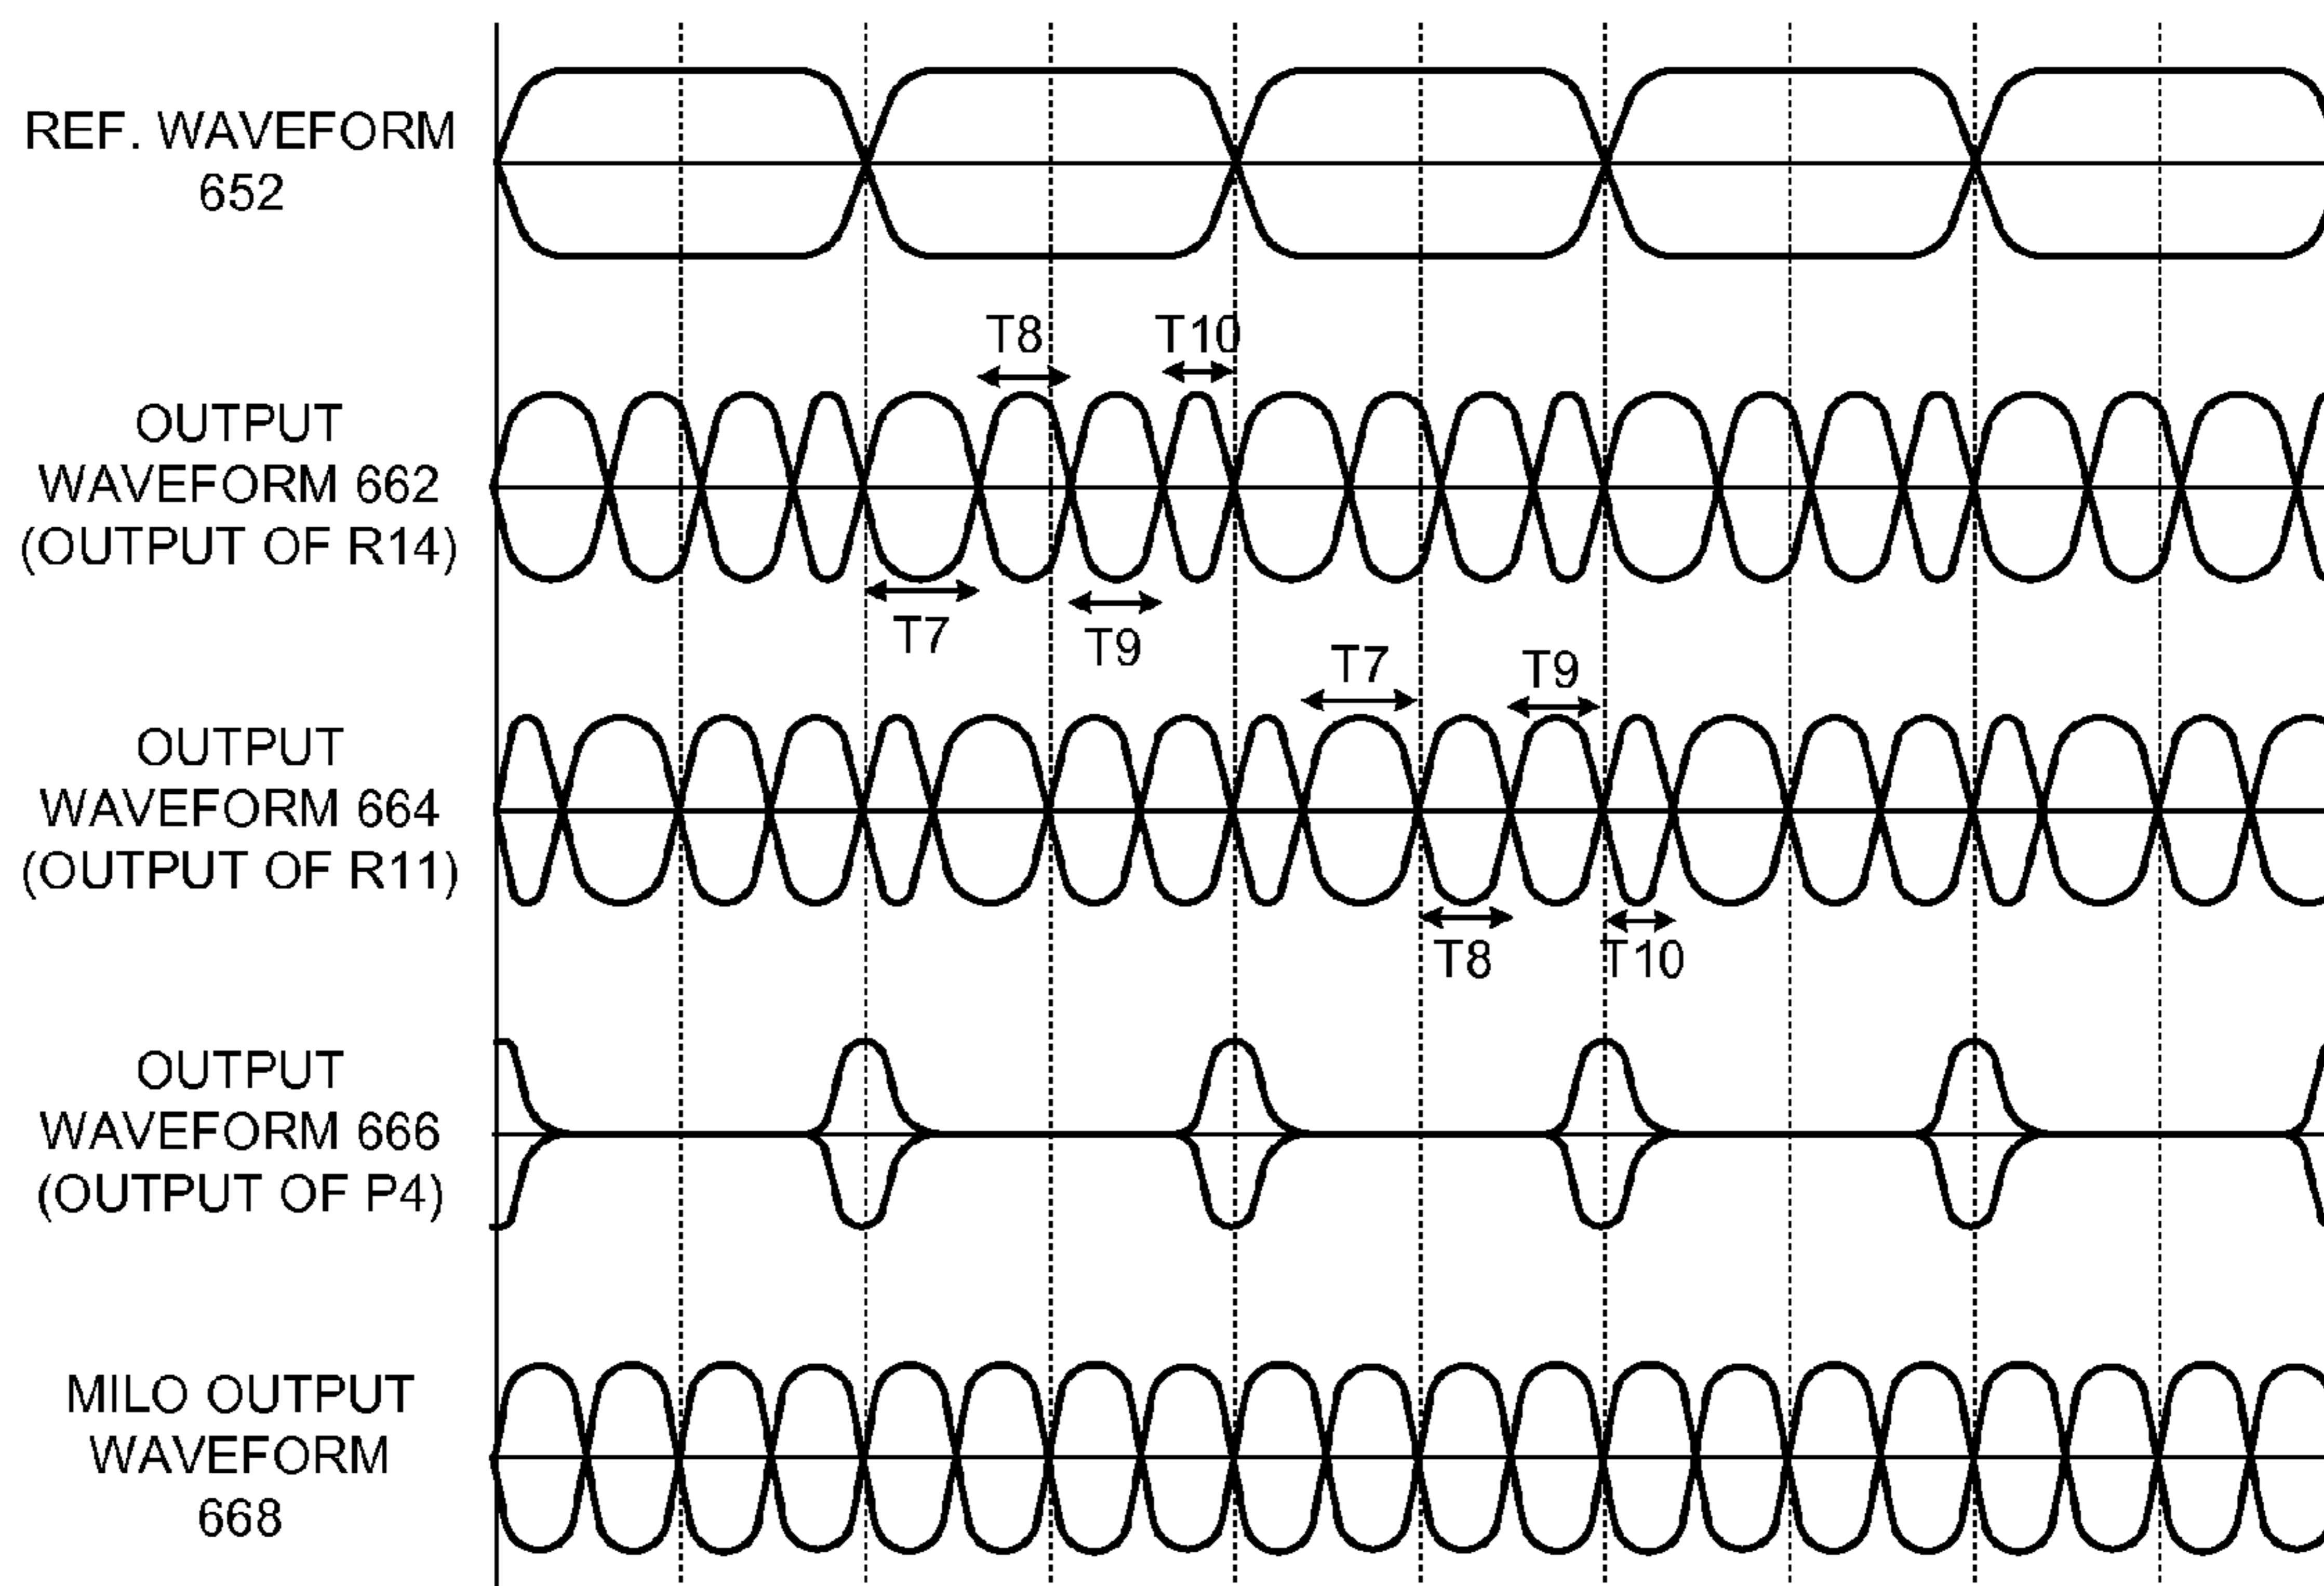 REF. WAVEFORM
652
T8
T10
OUTPUT
WAVEFORM 662
(OUTPUT OF R14)
T7
T9
T7
T9
OUTPUT
WAVEFORM 664
(OUTPUT OF R11)
T8
T10
OUTPUT
WAVEFORM 666
(OUTPUT OF P4)
MILO OUTPUT
WAVEFORM
668